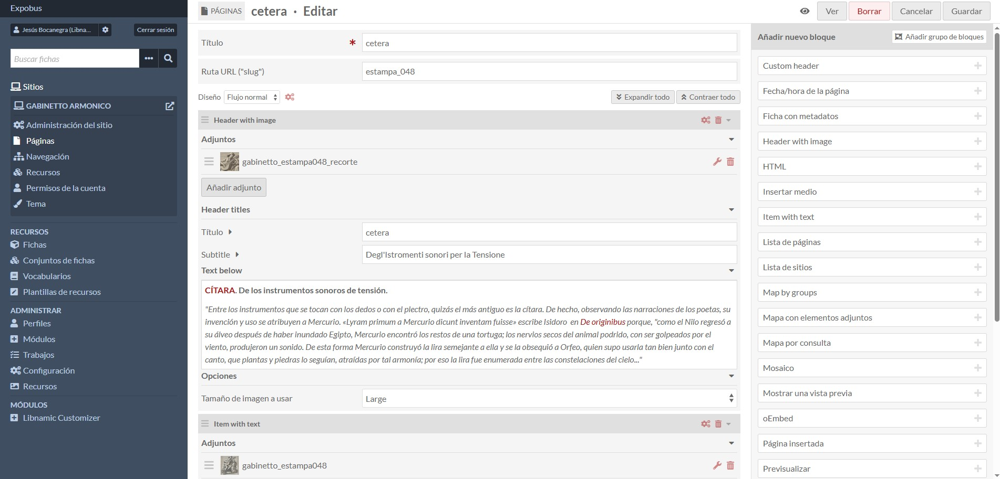 Expobus
Jesús Bocanegra (Libna...
Cerrar sesión
Buscar fichas
Sitios
GABINETTO ARMONICO
Administración del sitio
Páginas
Navegación
Recursos
Permisos de la cuenta
Tema
RECURSOS
Fichas
Conjuntos de fichas
Vocabularios
Plantillas de recursos
ADMINISTRAR
Perfiles
Módulos
Trabajos
Configuración
Recursos
MÓDULOS
Libnamic Customizer
PÁGINAS cetera • Editar
Ver Borrar Cancelar Guardar
Título * cetera
Ruta URL ("slug") estampa_048
Diseño Flujo normal
Expandir todo Contraer todo
Header with image
Adjuntos
gabinetto_estampa048_recorte
Añadir adjunto
Header titles
Título cetera
Subtitle Degl'Istromenti sonori per la Tensione
Text below
CÍTARA. De los instrumentos sonoros de tensión.
"Entre los instrumentos que se tocan con los dedos o con el plectro, quizás el más antiguo es la cítara. De hecho, observando las narraciones de los poetas, su
invención y uso se atribuyen a Mercurio. «Lyram primum a Mercurio dicunt inventam fuisse» escribe Isidoro en De originibus porque, "como el Nilo regresó a
su álveo después de haber inundado Egipto, Mercurio encontró los restos de una tortuga; los nervios secos del animal podrido, con ser golpeados por el
viento, produjeron un sonido. De esta forma Mercurio construyó la lira semejante a ella y se la obsequió a Orfeo, quien supo usarla tan bien junto con el
canto, que plantas y piedras lo seguían, atraídas por tal armonía; por eso la lira fue enumerada entre las constelaciones del cielo..."
Opciones
Tamaño de imagen a usar Large
Item with text
Adjuntos
gabinetto_estampa048
Añadir nuevo bloque
Añadir grupo de bloques
Custom header
Fecha/hora de la página
Ficha con metadatos
Header with image
HTML
Insertar medio
Item with text
Lista de páginas
Lista de sitios
Map by groups
Mapa con elementos adjuntos
Mapa por consulta
Mosaico
Mostrar una vista previa
oEmbed
Página insertada
Previsualizar